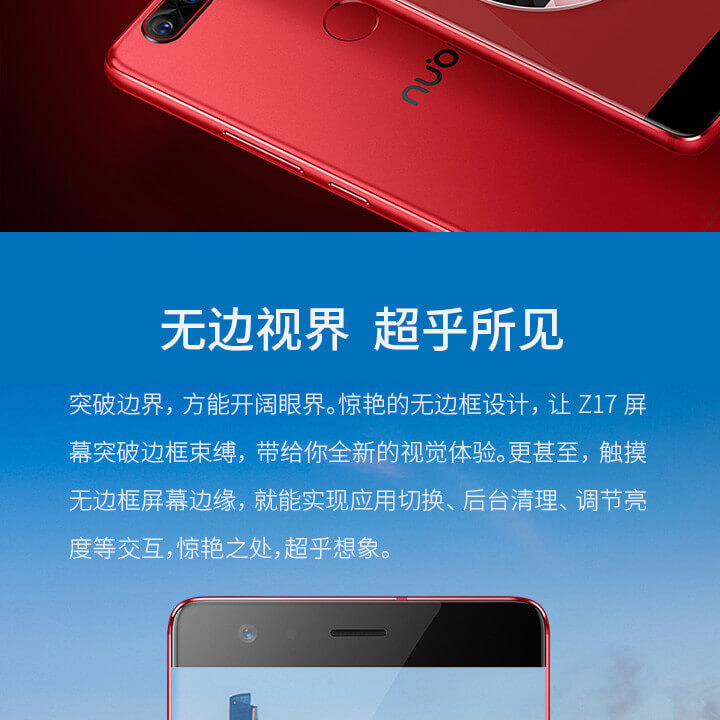 nuo
无边视界 超乎所见
突破边界，方能开阔眼界。惊艳的无边框设计，让 Z17 屏
幕突破边框束缚，带给你全新的视觉体验。更甚至，触摸
无边框屏幕边缘，就能实现应用切换、后台清理、调节亮
度等交互，惊艳之处，超乎想象。